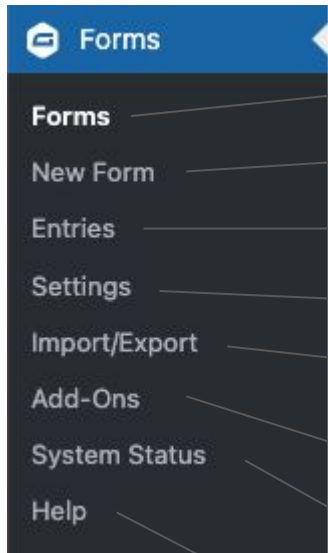 Forms
Forms
New Form
Entries
Settings
Import/Export
Add-Ons
System Status
Help